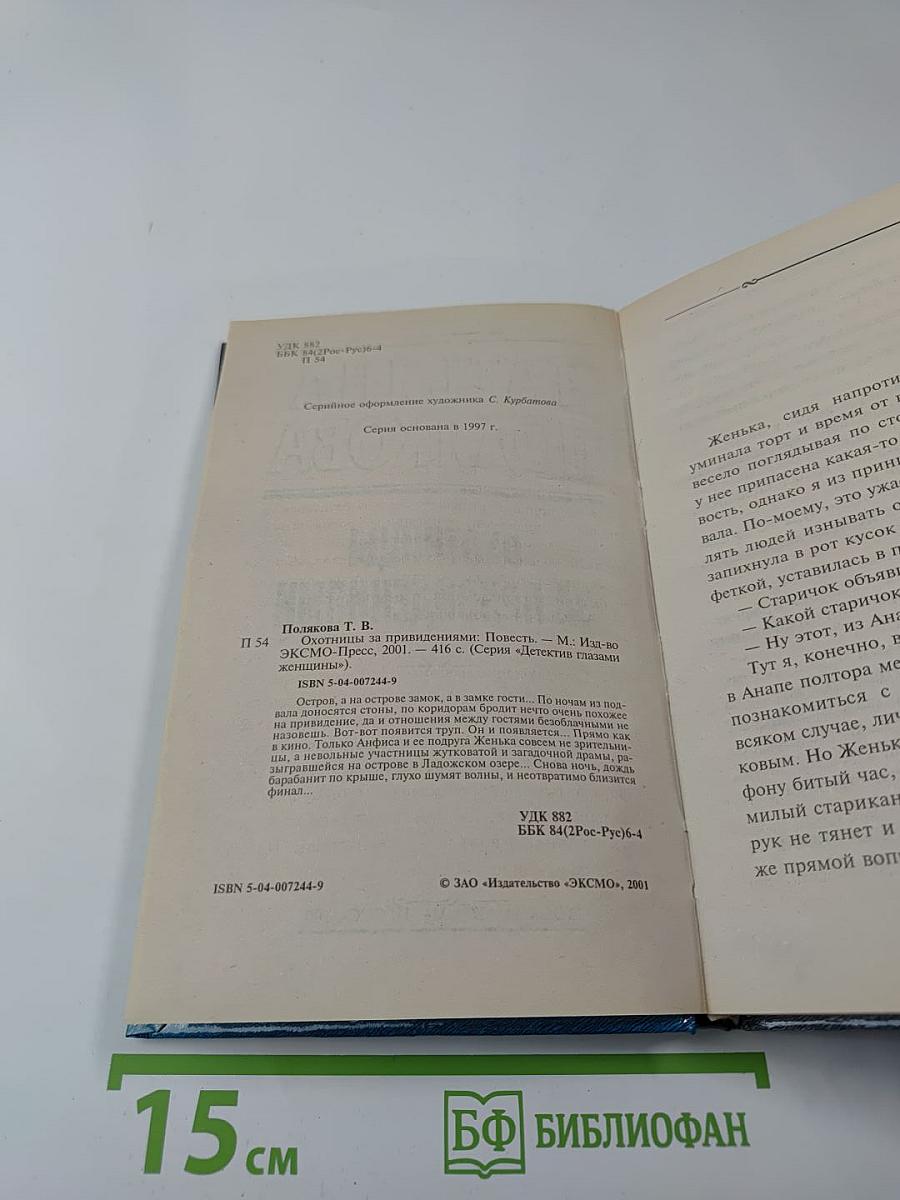 УДК 882
ББК 84(2Рос-Рус)6-4
П 54
Серийное оформление художника С. Курбатова
Серия основана в 1997 г.
Полякова Т. В.
П 54 Охотницы за привидениями: Повесть. — М.: Изд-во
ЭКСМО-Пресс, 2001. — 416 с. (Серия «Детектив глазами
женщины»).
ISBN 5-04-007244-9
Остров, а на острове замок, а в замке гости... По ночам из под-
вала доносятся стоны, по коридорам бродит нечто очень похожее
на привидение, да и отношения между гостями безоблачными не
назовешь. Вот-вот появится труп. Он и появляется... Прямо как
в кино. Только Анфиса и ее подруга Женька совсем не зрительни-
цы, а невольные участницы жутковатой и загадочной драмы, ра-
зыгравшейся на острове в Ладожском озере... Снова ночь, дождь
барабанит по крыше, глухо шумят волны, и неотвратимо близится
финал...
УДК 882
ББК 84(2Рос-Рус)6-4
ISBN 5-04-007244-9
© ЗАО «Издательство «ЭКСМО», 2001
Женька, сидя напроти
уминала торт и время от
весело поглядывая по сто
у нее припасена какая-то
вость, однако я из прин
вала. По-моему, это ужа
лять людей изнывать о
запихнула в рот кусок
феткой, уставилась в п
— Старичок объяви
— Какой старичок
— Ну этот, из Ана
Тут я, конечно, в
в Анапе полтора ме
познакомиться с
всяком случае, лич
ковым. Но Женьк
фону битый час,
милый старикан
рук не тянет и
же прямой вопр
15 см
БФ БИБЛИОФАН